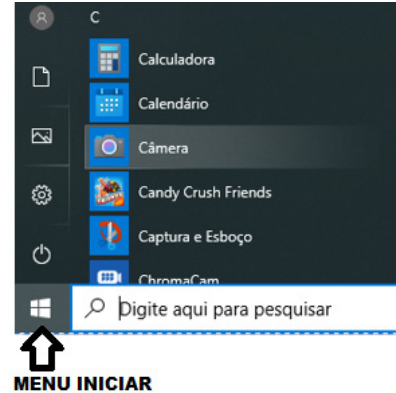 C
Calculadora
Calendário
Câmera
Candy Crush Friends
Captura e Esboço
ChromaCam
Digite aqui para pesquisar
MENU INICIAR